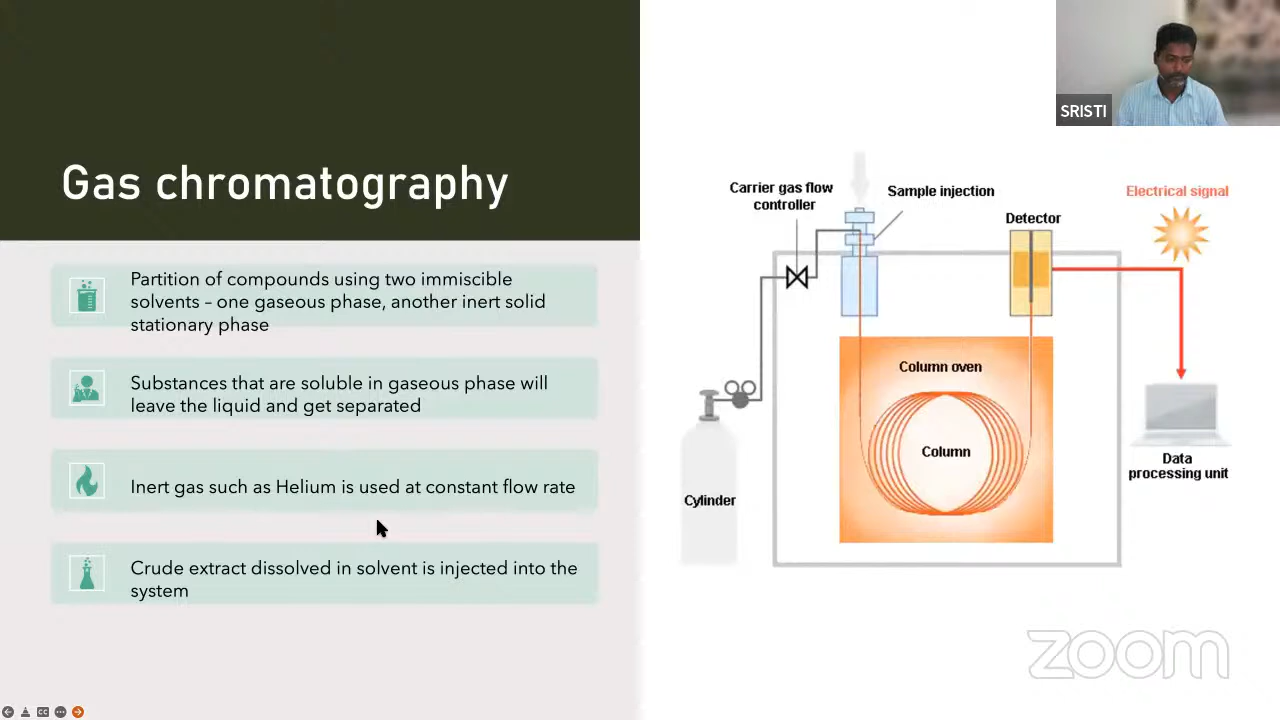 SRISTI
Gas chromatography
Partition of compounds using two immiscible
solvents – one gaseous phase, another inert solid
stationary phase
Substances that are soluble in gaseous phase will
leave the liquid and get separated
Inert gas such as Helium is used at constant flow rate
Crude extract dissolved in solvent is injected into the
system
Carrier gas flow
controller
Sample injection
Detector
Electrical signal
Column oven
Column
Cylinder
Data
processing unit
zoom
CC